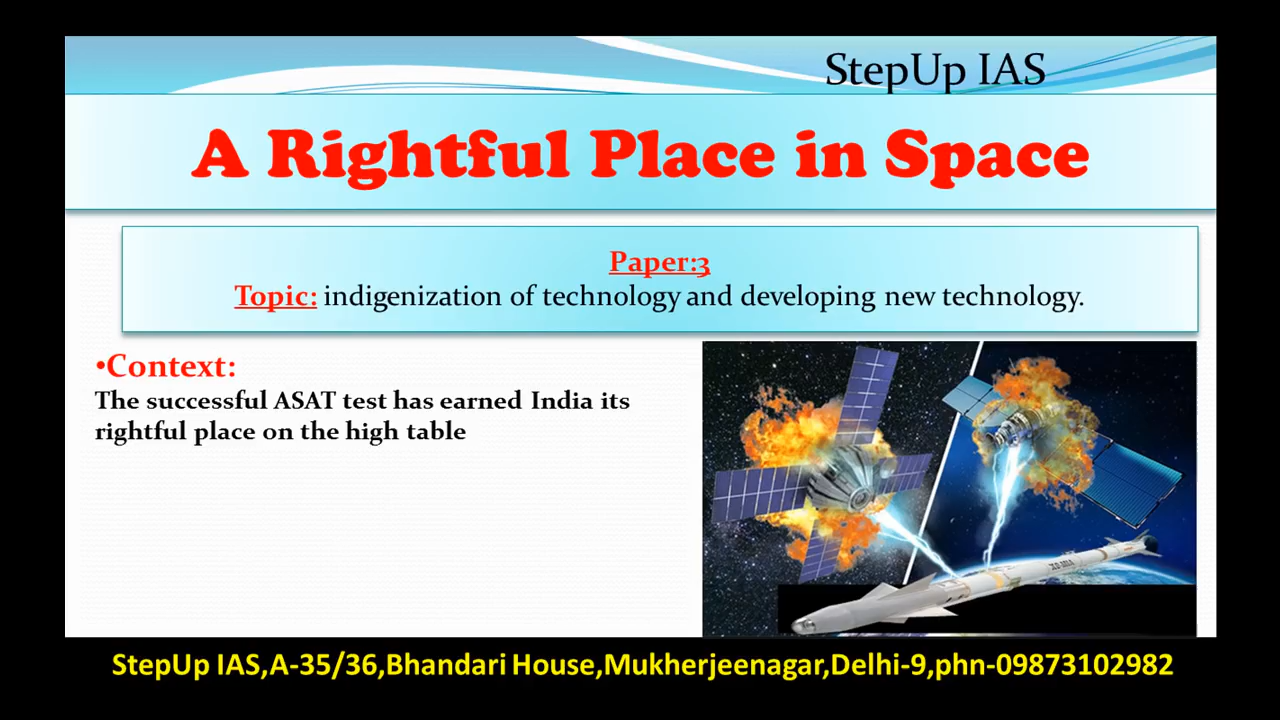 StepUp IAS
A Rightful Place in Space
Paper:3
Topic: indigenization of technology and developing new technology.
•Context:
The successful ASAT test has earned India its
rightful place on the high table
StepUp IAS,A-35/36,Bhandari House,Mukherjeenagar,Delhi-9,phn-09873102982